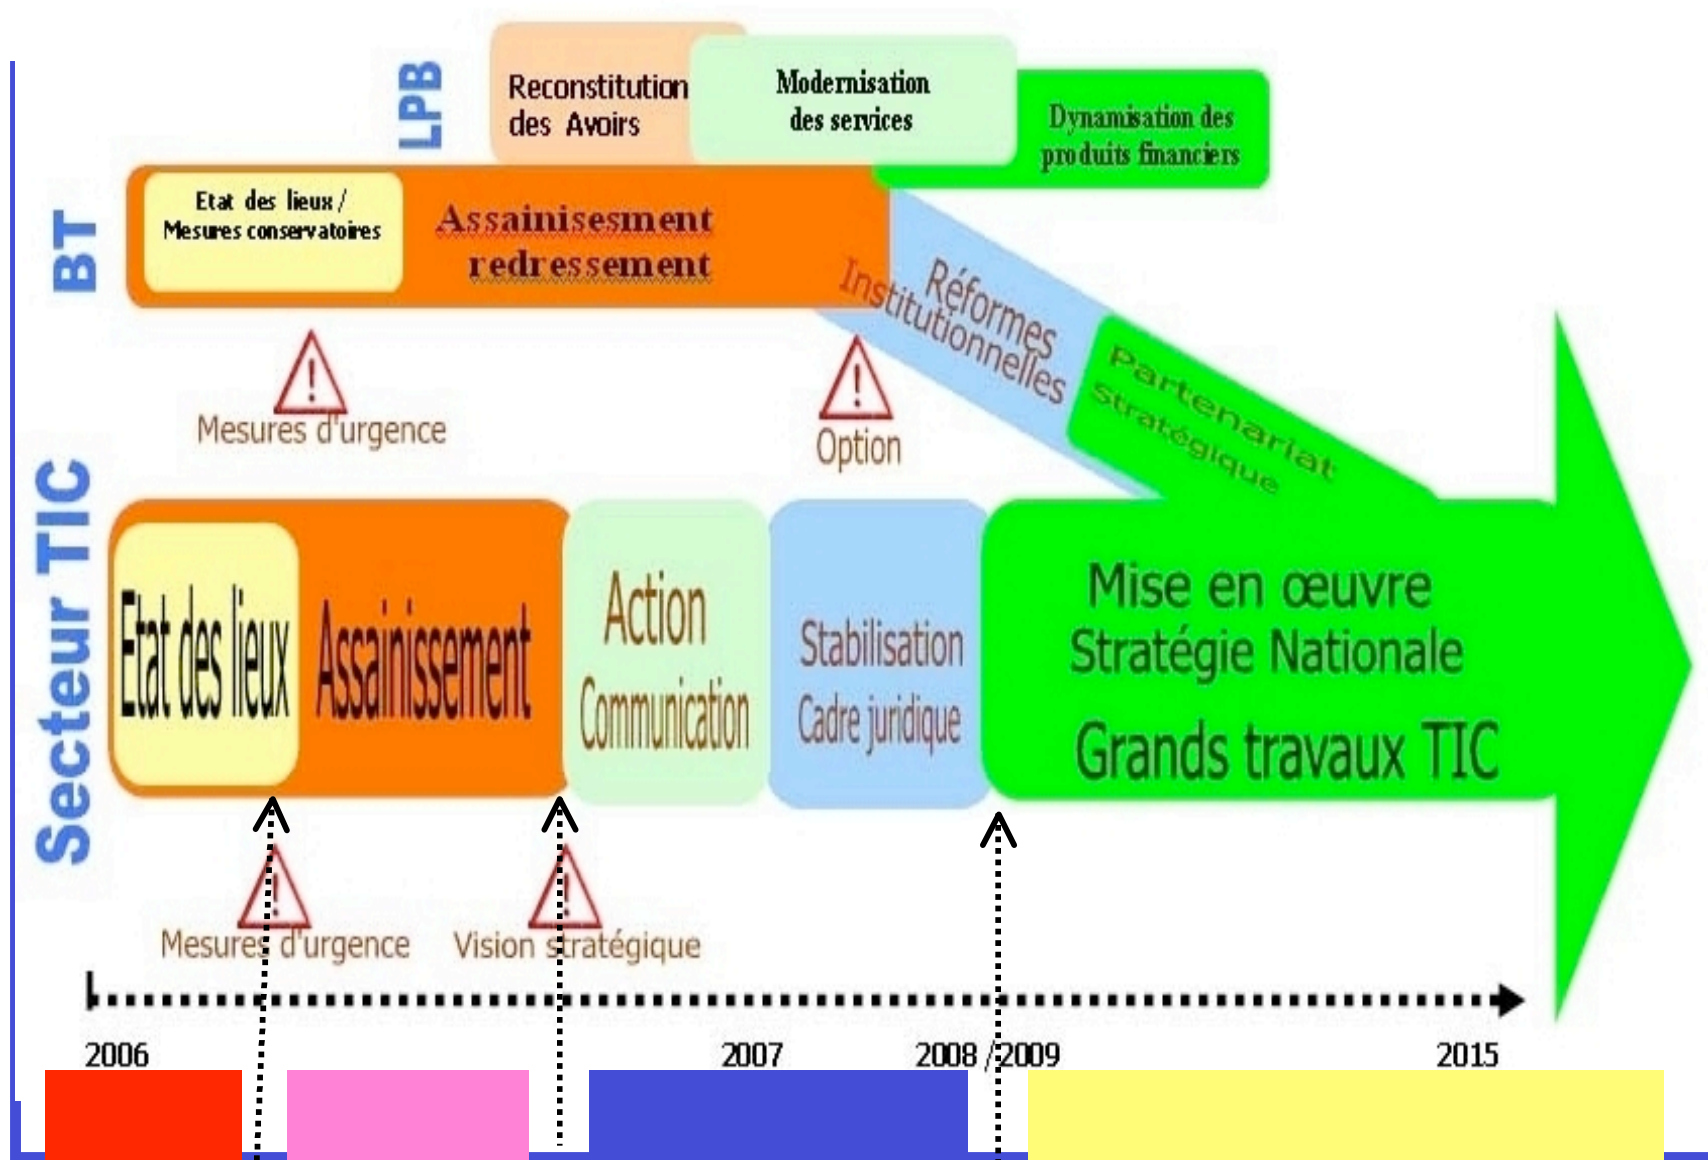 LPB
Reconstitution
des Avoirs
Modernisation
des services
Dynamisation des
produits financiers
BT
Etat des lieux /
Mesures conservatoires
Assainisesment
redressement
Réformes
Institutionnelles
Partenariat
Stratégique
Mesures d'urgence
Option
Secteur TIC
Etat des lieux
Assainissement
Action
Communication
Stabilisation
Cadre juridique
Mise en œuvre
Stratégie Nationale
Grands travaux TIC
Mesures d'urgence
Vision stratégique
2006
2007
2008 / 2009
2015